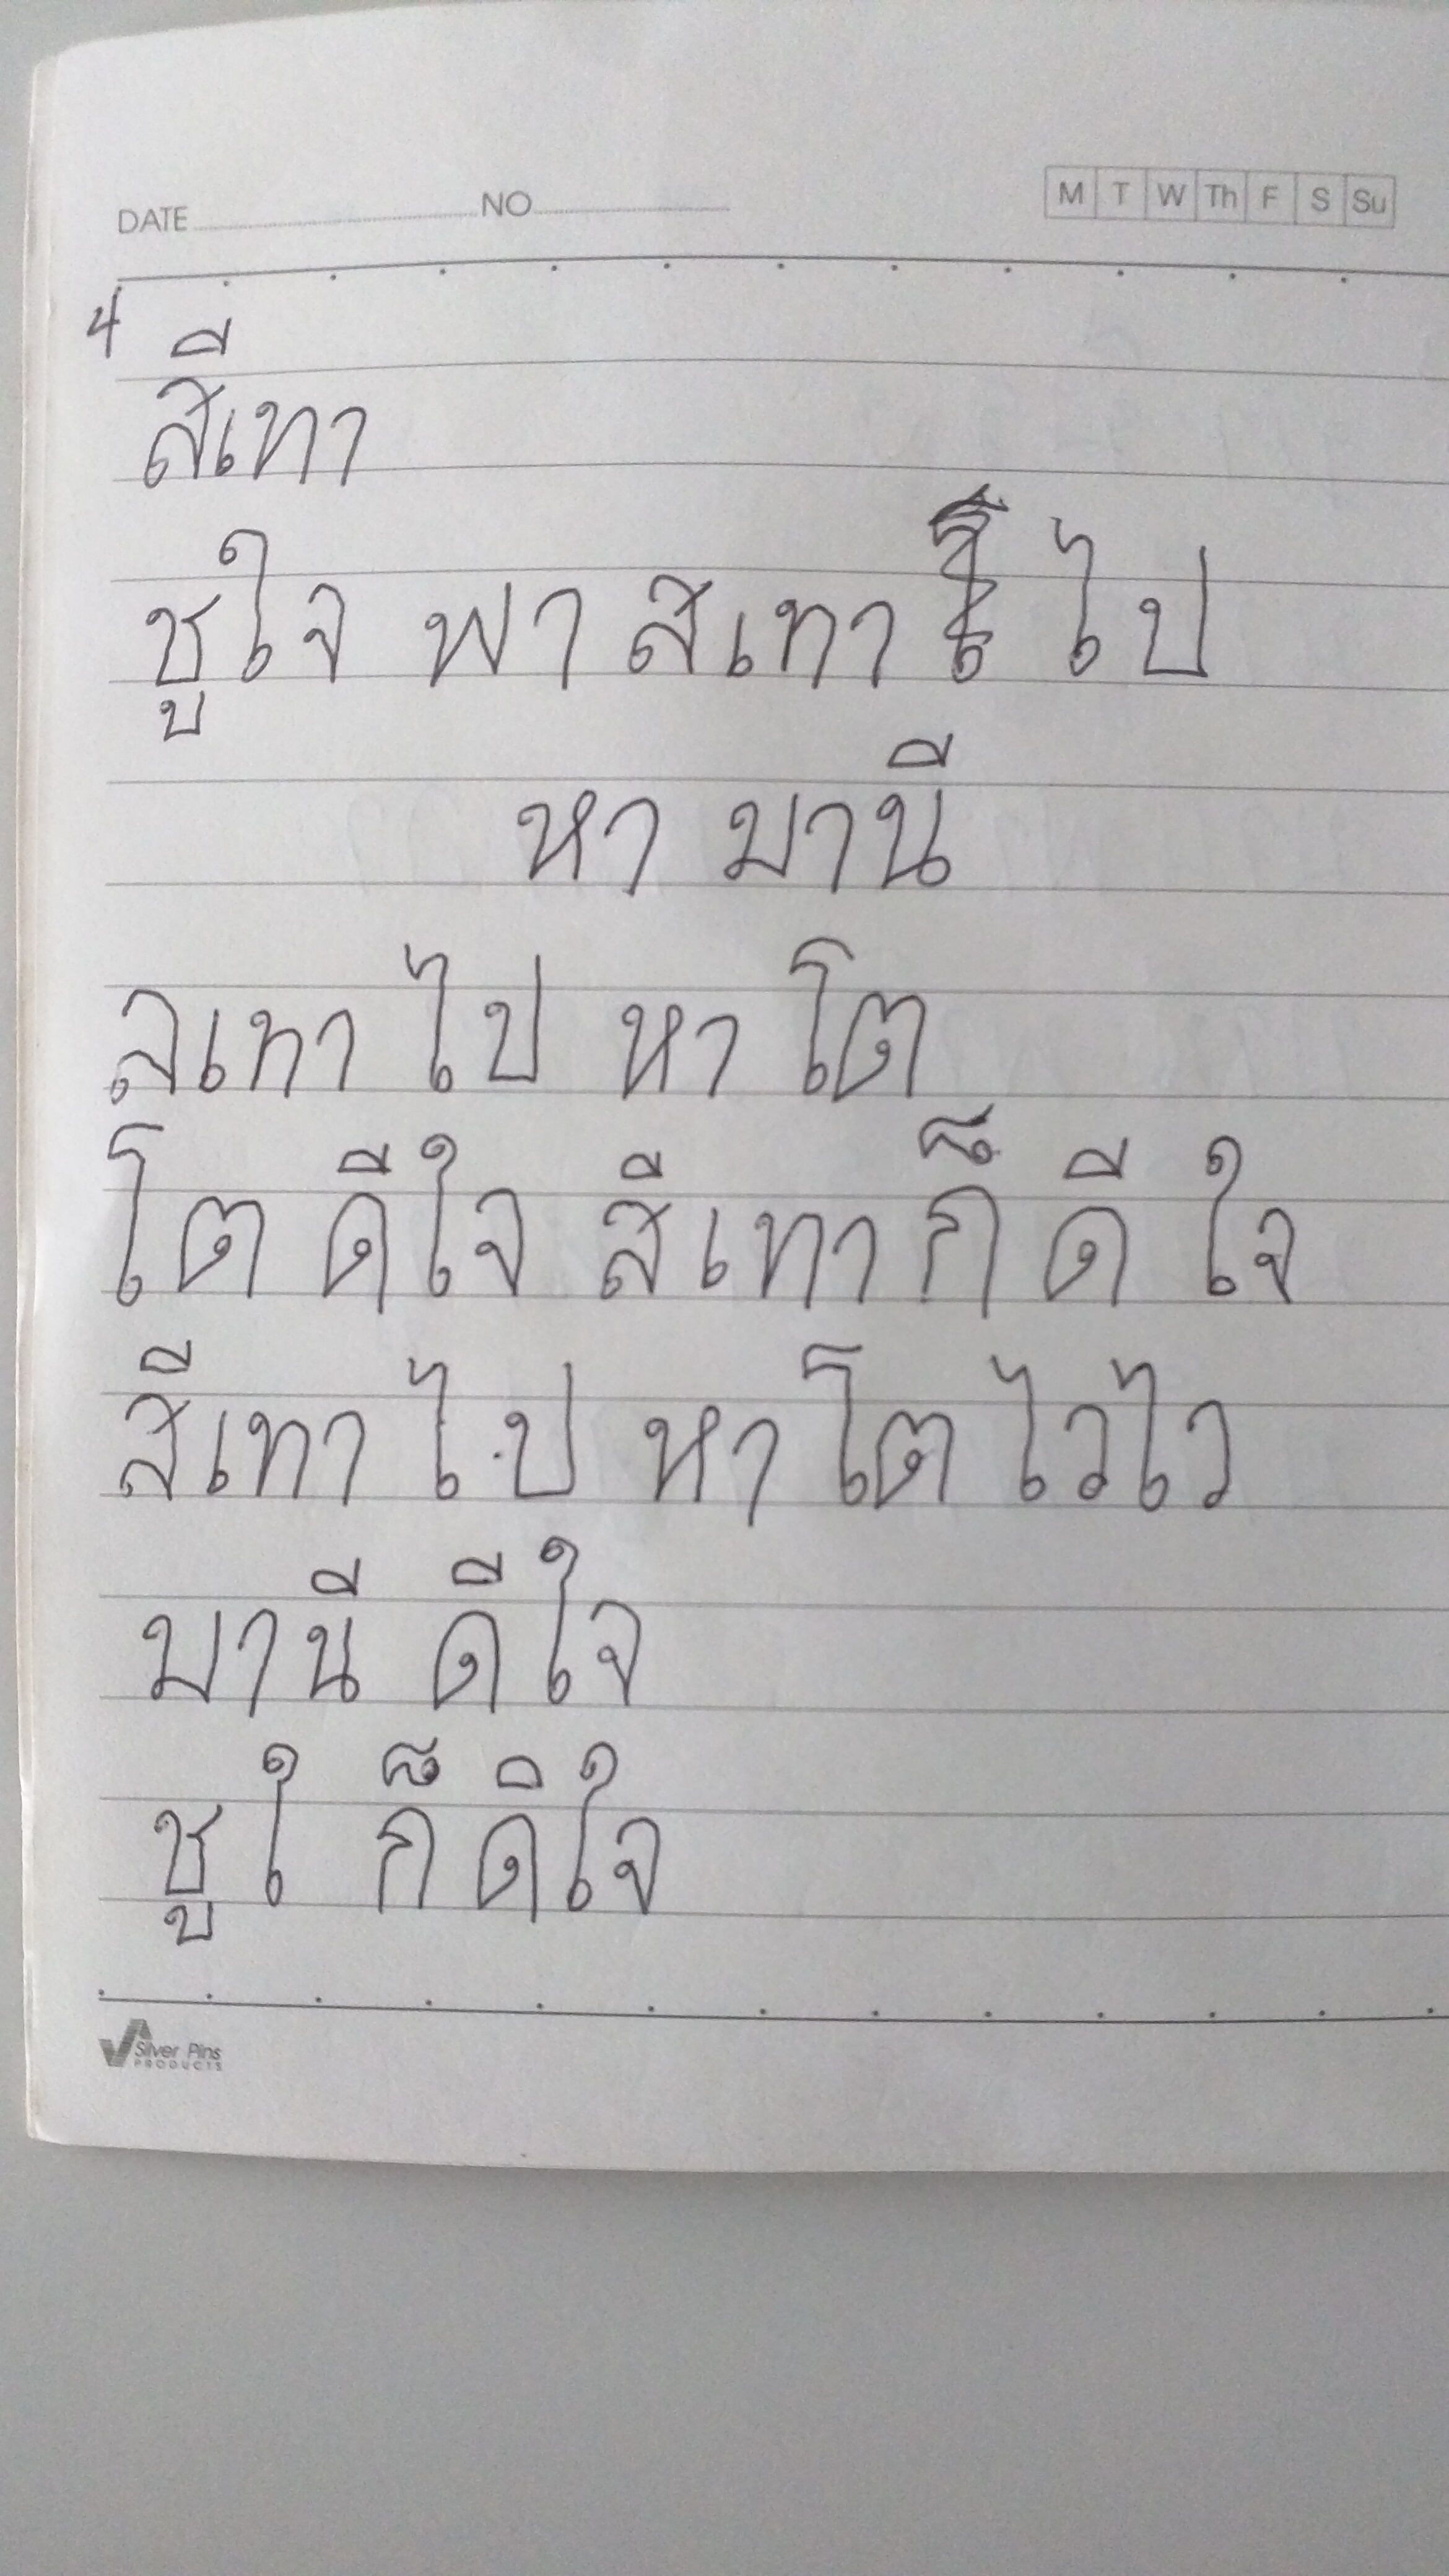 DATE NO M T W Th F S Su
4
สีเทา
ชูใจ พา สเทา ไป
หา มานี
ลเทา ไป หา โต
โต ดีใจ สีเทา ก็ ดี ใจ
สีเทา ไป หา โต ไวไว
มานี ดีใจ
ชูใ ก็ ดิใจ
Silver Pins
PRODUCTS